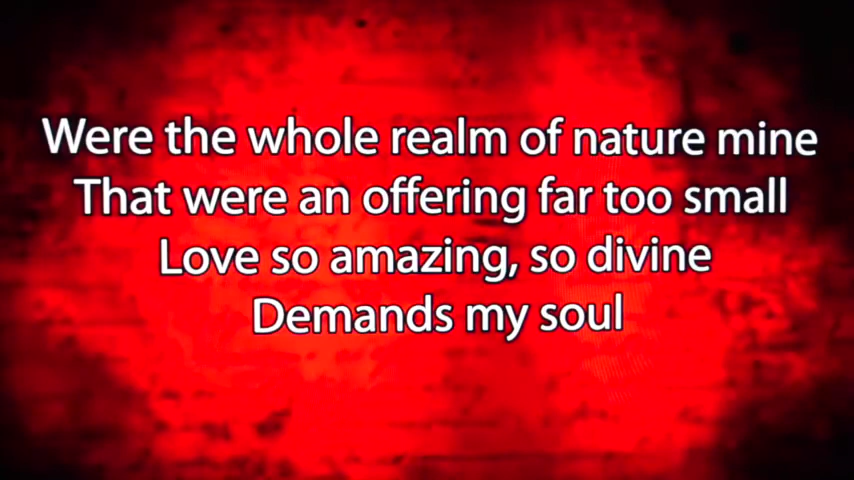 Were the whole realm of nature mine
That were an offering far too small
Love so amazing, so divine
Demands my soul